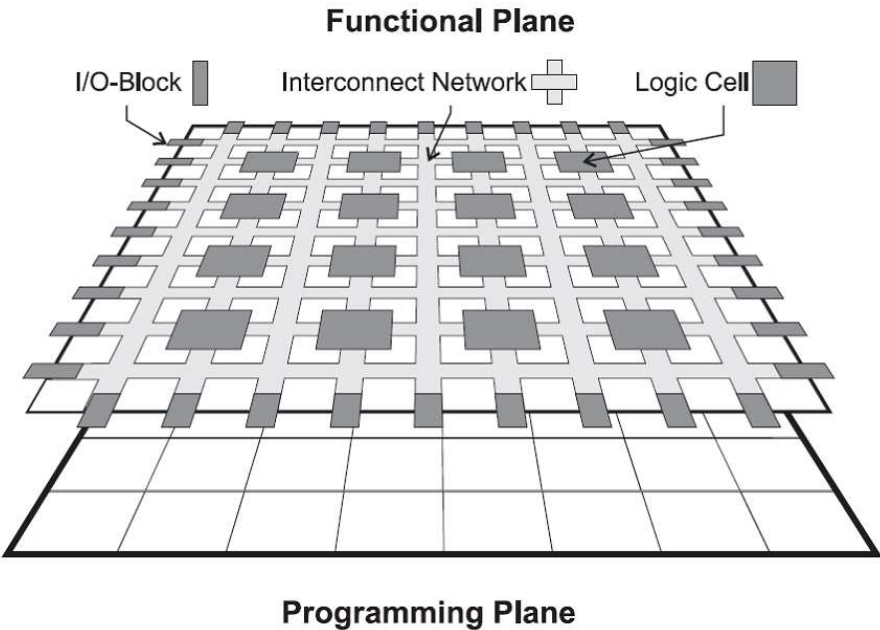 Functional Plane
I/O-Block
Interconnect Network
Logic Cell
Programming Plane